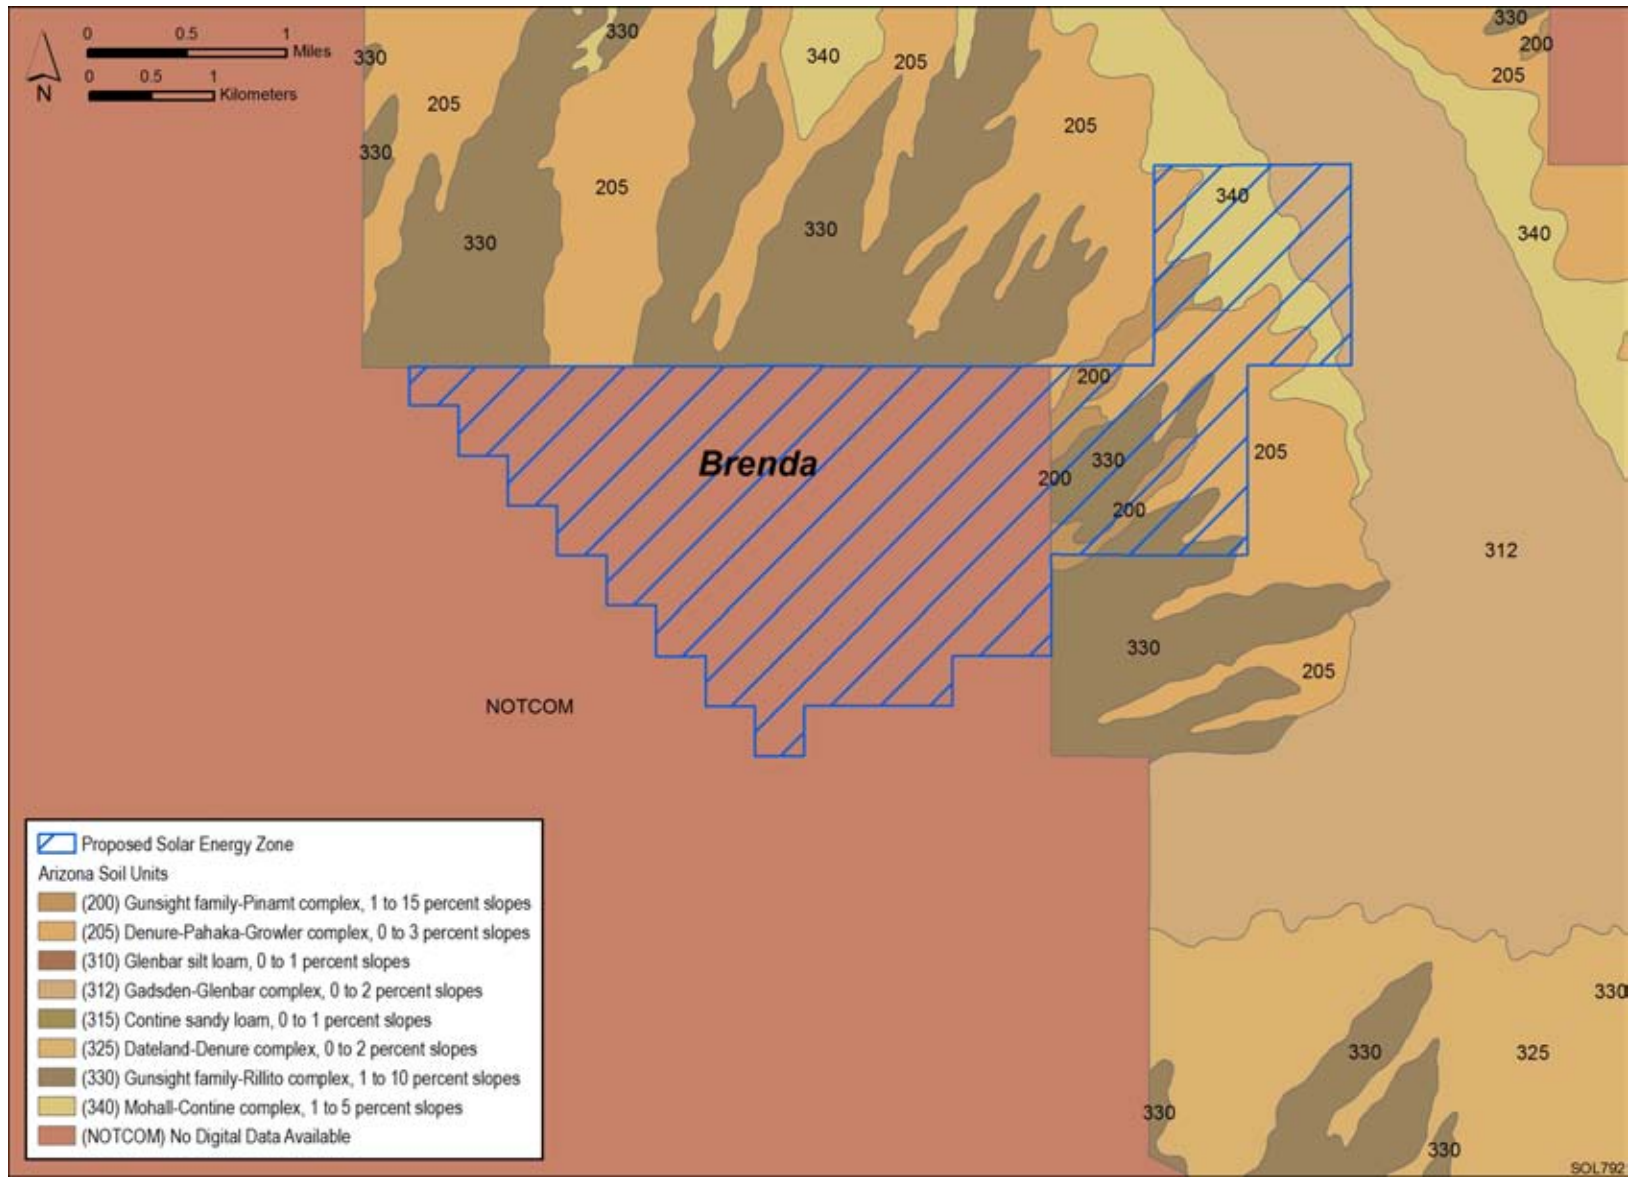 0 0.5 1
Miles
0 0.5 1
Kilometers
N
330
330
340
205
330
200
205
205
205
330
205
340
330
330
340
200
Brenda
205
330
200
200
312
330
205
NOTCOM
330
330
325
330
330
Proposed Solar Energy Zone
Arizona Soil Units
(200) Gunsight family-Pinamt complex, 1 to 15 percent slopes
(205) Denure-Pahaka-Growler complex, 0 to 3 percent slopes
(310) Glenbar silt loam, 0 to 1 percent slopes
(312) Gadsden-Glenbar complex, 0 to 2 percent slopes
(315) Contine sandy loam, 0 to 1 percent slopes
(325) Dateland-Denure complex, 0 to 2 percent slopes
(330) Gunsight family-Rillito complex, 1 to 10 percent slopes
(340) Mohall-Contine complex, 1 to 5 percent slopes
(NOTCOM) No Digital Data Available
SOL792